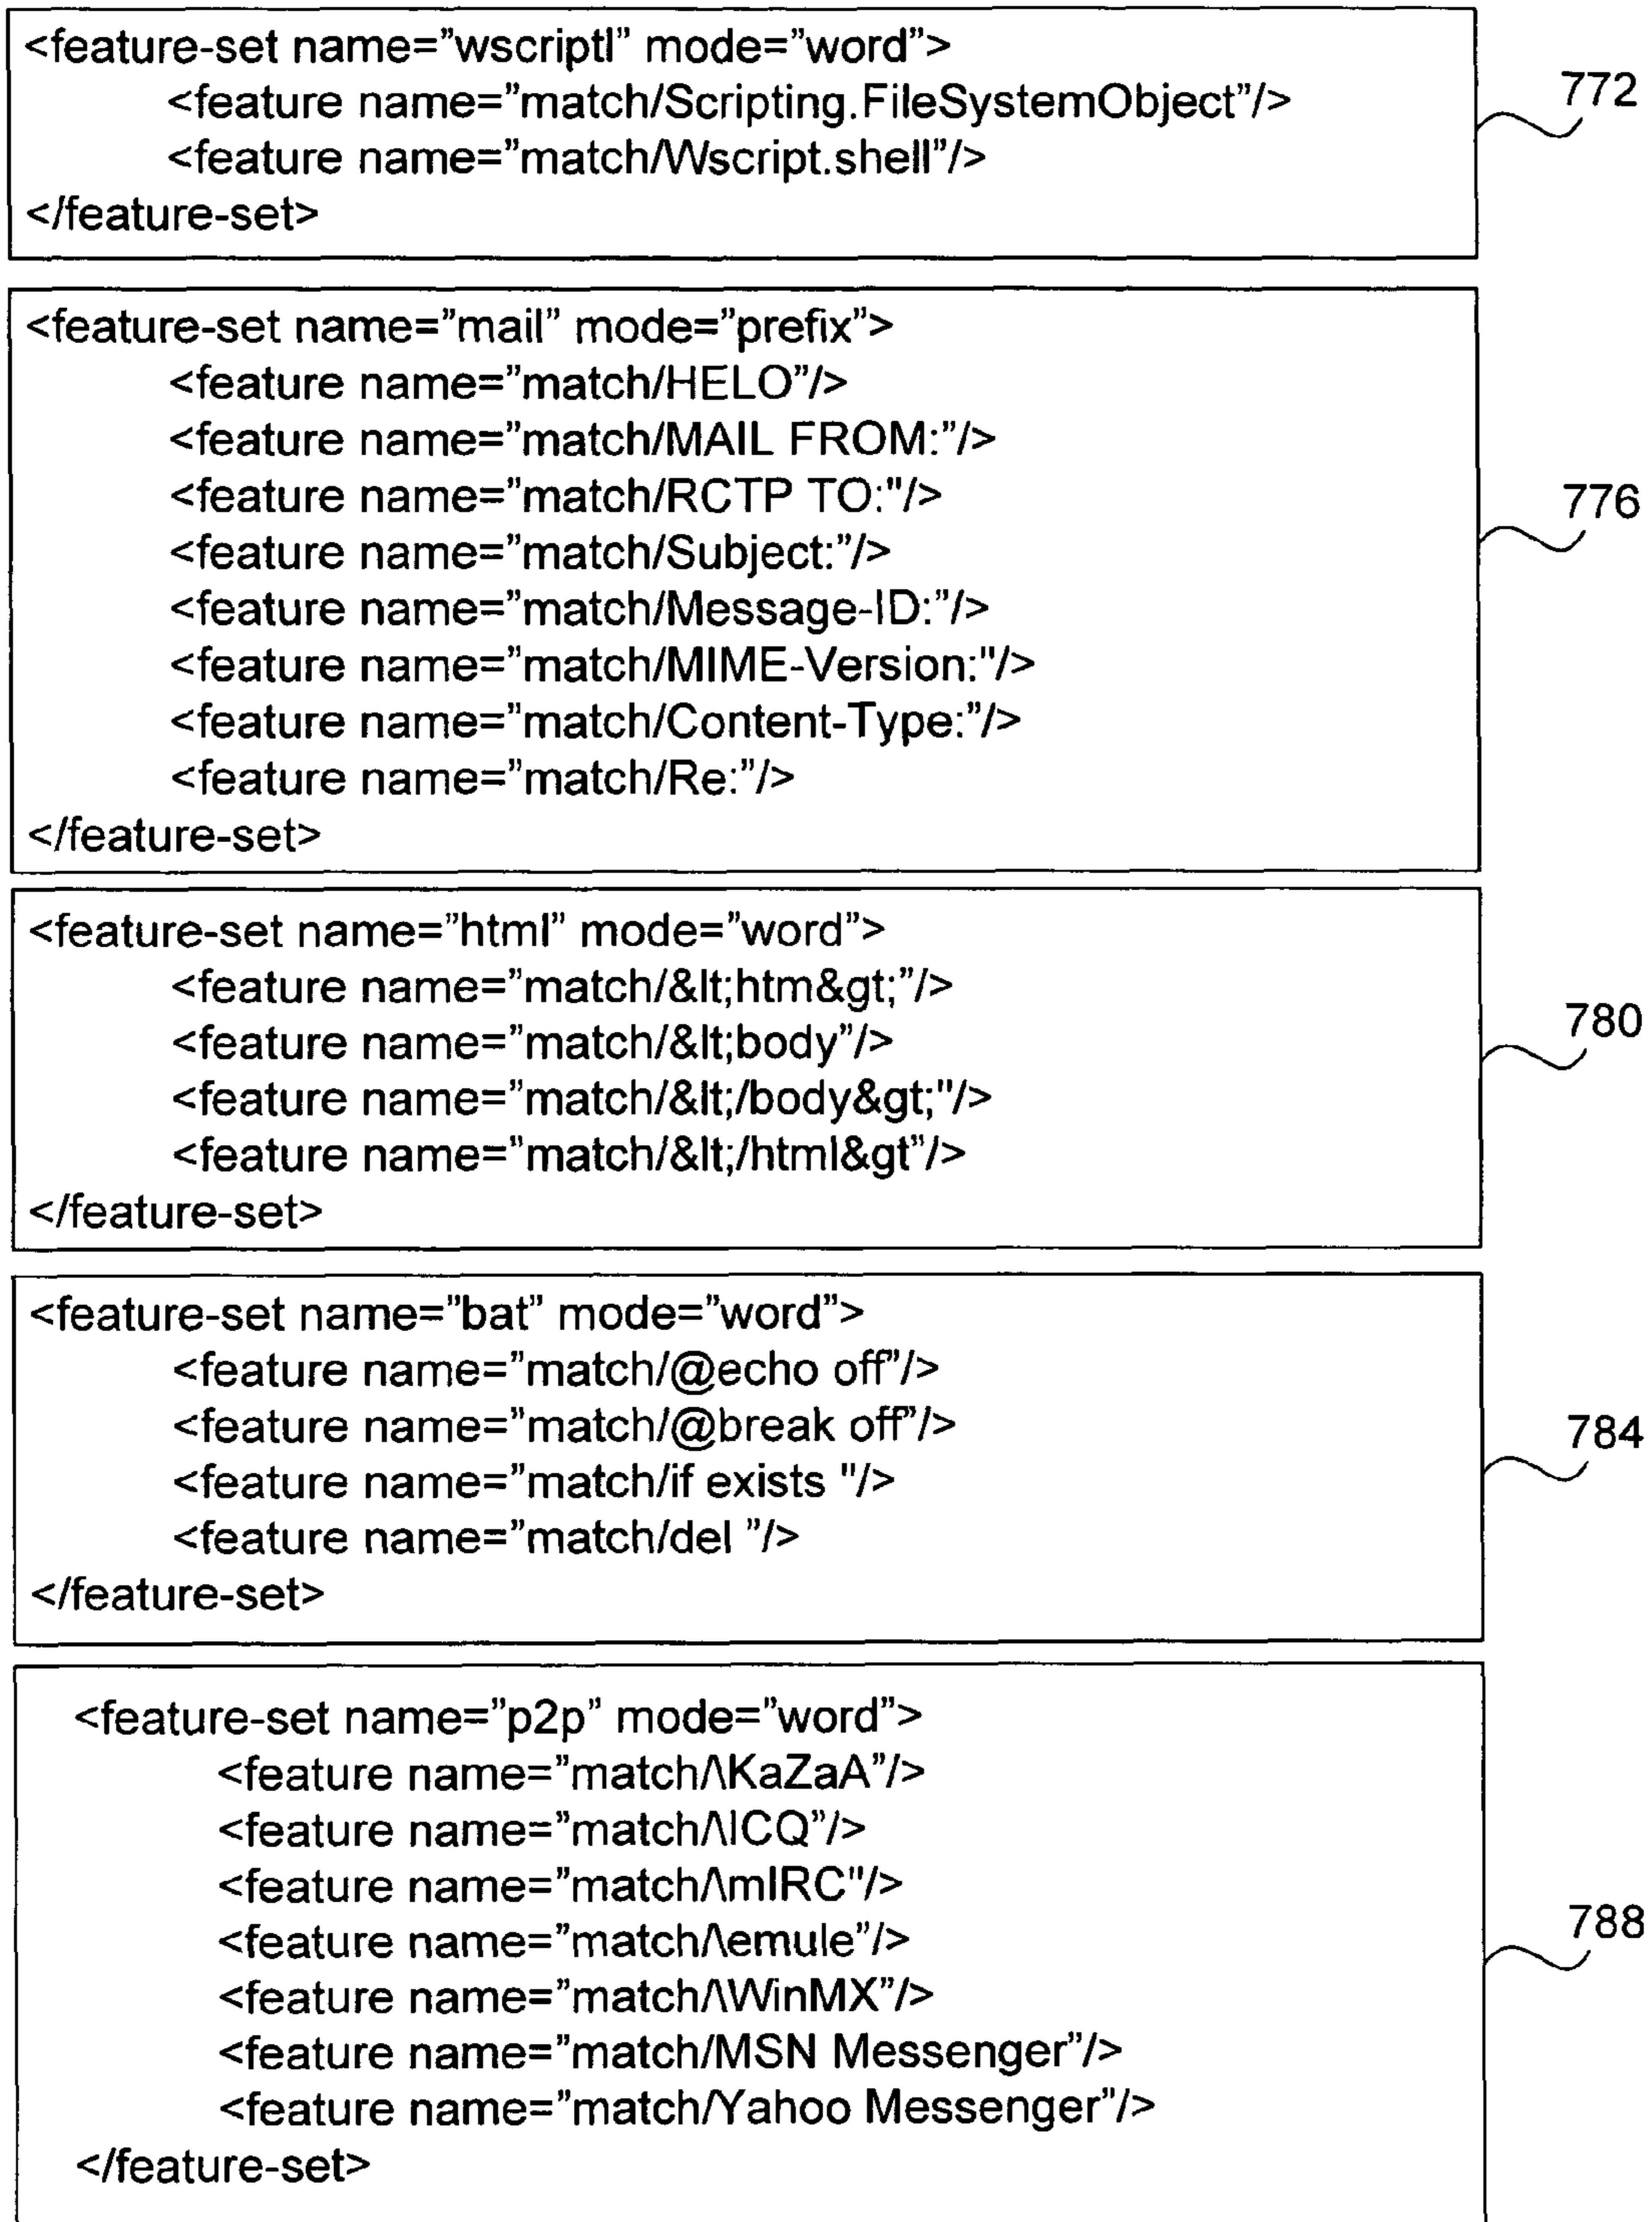 <feature-set name=”wscriptl” mode=”word”>
<feature name=”match/Scripting.FileSystemObject”/>
<feature name=”match/Wscript.shell”/>
</feature-set>
772
<feature-set name=”mail” mode=”prefix”>
<feature name=”match/HELO”/>
<feature name=”match/MAIL FROM:”/>
<feature name=”match/RCTP TO:"/>
<feature name=”match/Subject:”/>
<feature name=”match/Message-ID:”/>
<feature name=”match/MIME-Version:"/>
<feature name=”match/Content-Type:”/>
<feature name=”match/Re:”/>
</feature-set>
776
<feature-set name=”html” mode=”word”>
<feature name=”match/&lt;htm&gt;”/>
<feature name=”match/&lt;body”/>
<feature name=”match/&lt;/body&gt;"/>
<feature name=”match/&lt;/html&gt”/>
</feature-set>
780
<feature-set name=”bat” mode=”word”>
<feature name=”match/@echo off”/>
<feature name=”match/@break off”/>
<feature name=”match/if exists "/>
<feature name=”match/del ”/>
</feature-set>
784
<feature-set name=”p2p” mode=”word”>
<feature name=”match/\KaZaA”/>
<feature name=”match/\ICQ”/>
<feature name=”match/\mIRC"/>
<feature name=”match/\emule”/>
<feature name=”match/\WinMX”/>
<feature name=”match/MSN Messenger”/>
<feature name=”match/Yahoo Messenger”/>
</feature-set>
788